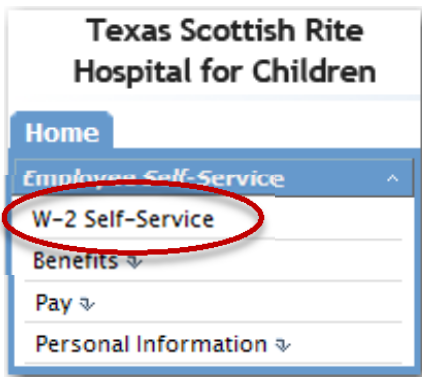 Texas Scottish Rite
Hospital for Children
Home
Employee Self-Service
W-2 Self-Service
Benefits
Pay
Personal Information